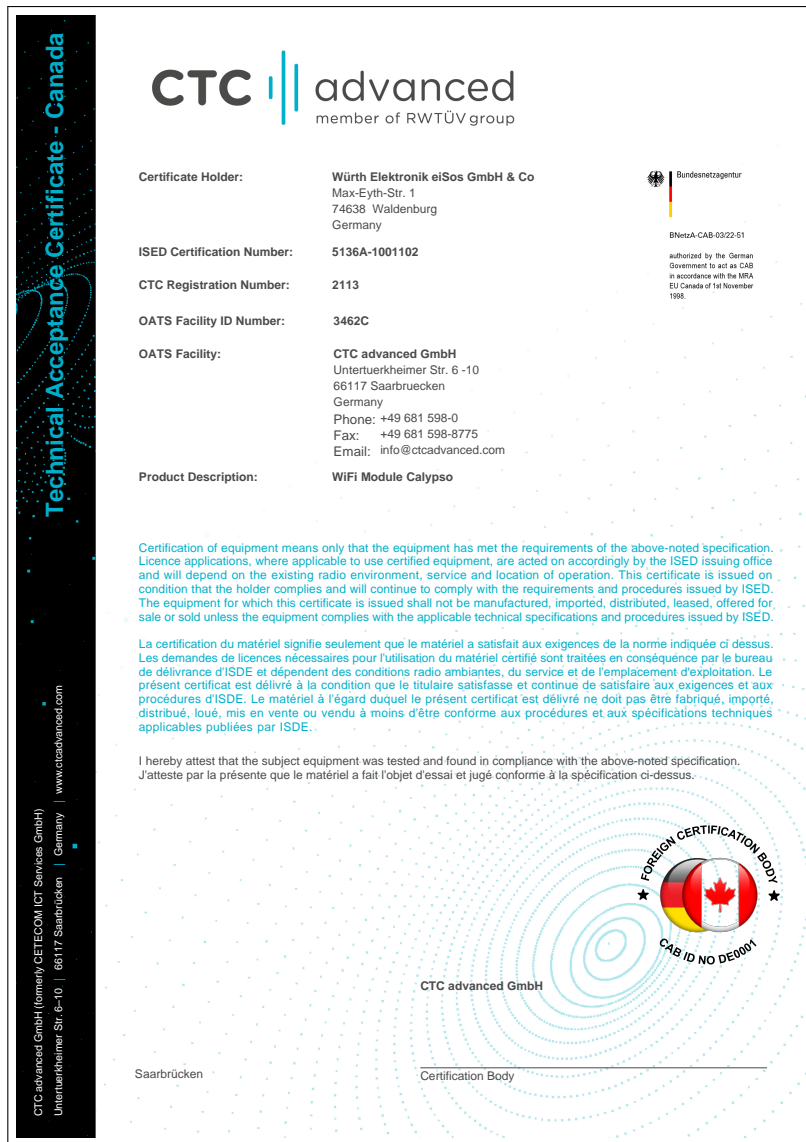 Technical Acceptance Certificate - Canada
CTC advanced
member of RWTÜV group
Certificate Holder: Würth Elektronik eiSos GmbH & Co
Max-Eyth-Str. 1
74638 Waldenburg
Germany
Bundesnetzagentur
BNetzA-CAB-03/22-51
authorized by the German
Government to act as CAB
in accordance with the MRA
EU Canada of 1st November
1998.
ISED Certification Number: 5136A-1001102
CTC Registration Number: 2113
OATS Facility ID Number: 3462C
OATS Facility: CTC advanced GmbH
Untertuerkheimer Str. 6 -10
66117 Saarbruecken
Germany
Phone: +49 681 598-0
Fax: +49 681 598-8775
Email: info@ctcadvanced.com
Product Description: WiFi Module Calypso
Certification of equipment means only that the equipment has met the requirements of the above-noted specification.
Licence applications, where applicable to use certified equipment, are acted on accordingly by the ISED issuing office
and will depend on the existing radio environment, service and location of operation. This certificate is issued on
condition that the holder complies and will continue to comply with the requirements and procedures issued by ISED.
The equipment for which this certificate is issued shall not be manufactured, imported, distributed, leased, offered for
sale or sold unless the equipment complies with the applicable technical specifications and procedures issued by ISED.
La certification du matériel signifie seulement que le matériel a satisfait aux exigences de la norme indiquée ci dessus.
Les demandes de licences nécessaires pour l'utilisation du matériel certifié sont traitées en conséquence par le bureau
de délivrance d'ISDE et dépendent des conditions radio ambiantes, du service et de l'emplacement d'exploitation. Le
présent certificat est délivré à la condition que le titulaire satisfasse et continue de satisfaire aux exigences et aux
procédures d'ISDE. Le matériel à l'égard duquel le présent certificat est délivré ne doit pas être fabriqué, importé,
distribué, loué, mis en vente ou vendu à moins d'être conforme aux procédures et aux spécifications techniques
applicables publiées par ISDE.
I hereby attest that the subject equipment was tested and found in compliance with the above-noted specification.
J'atteste par la présente que le matériel a fait l'objet d'essai et jugé conforme à la spécification ci-dessus.
FOREIGN CERTIFICATION BODY
CAB ID NO DE0001
CTC advanced GmbH
Saarbrücken
Certification Body
CTC advanced GmbH (formerly CETECOM ICT Services GmbH)
Untertuerkheimer Str. 6–10 | 66117 Saarbrücken | Germany | www.ctcadvanced.com